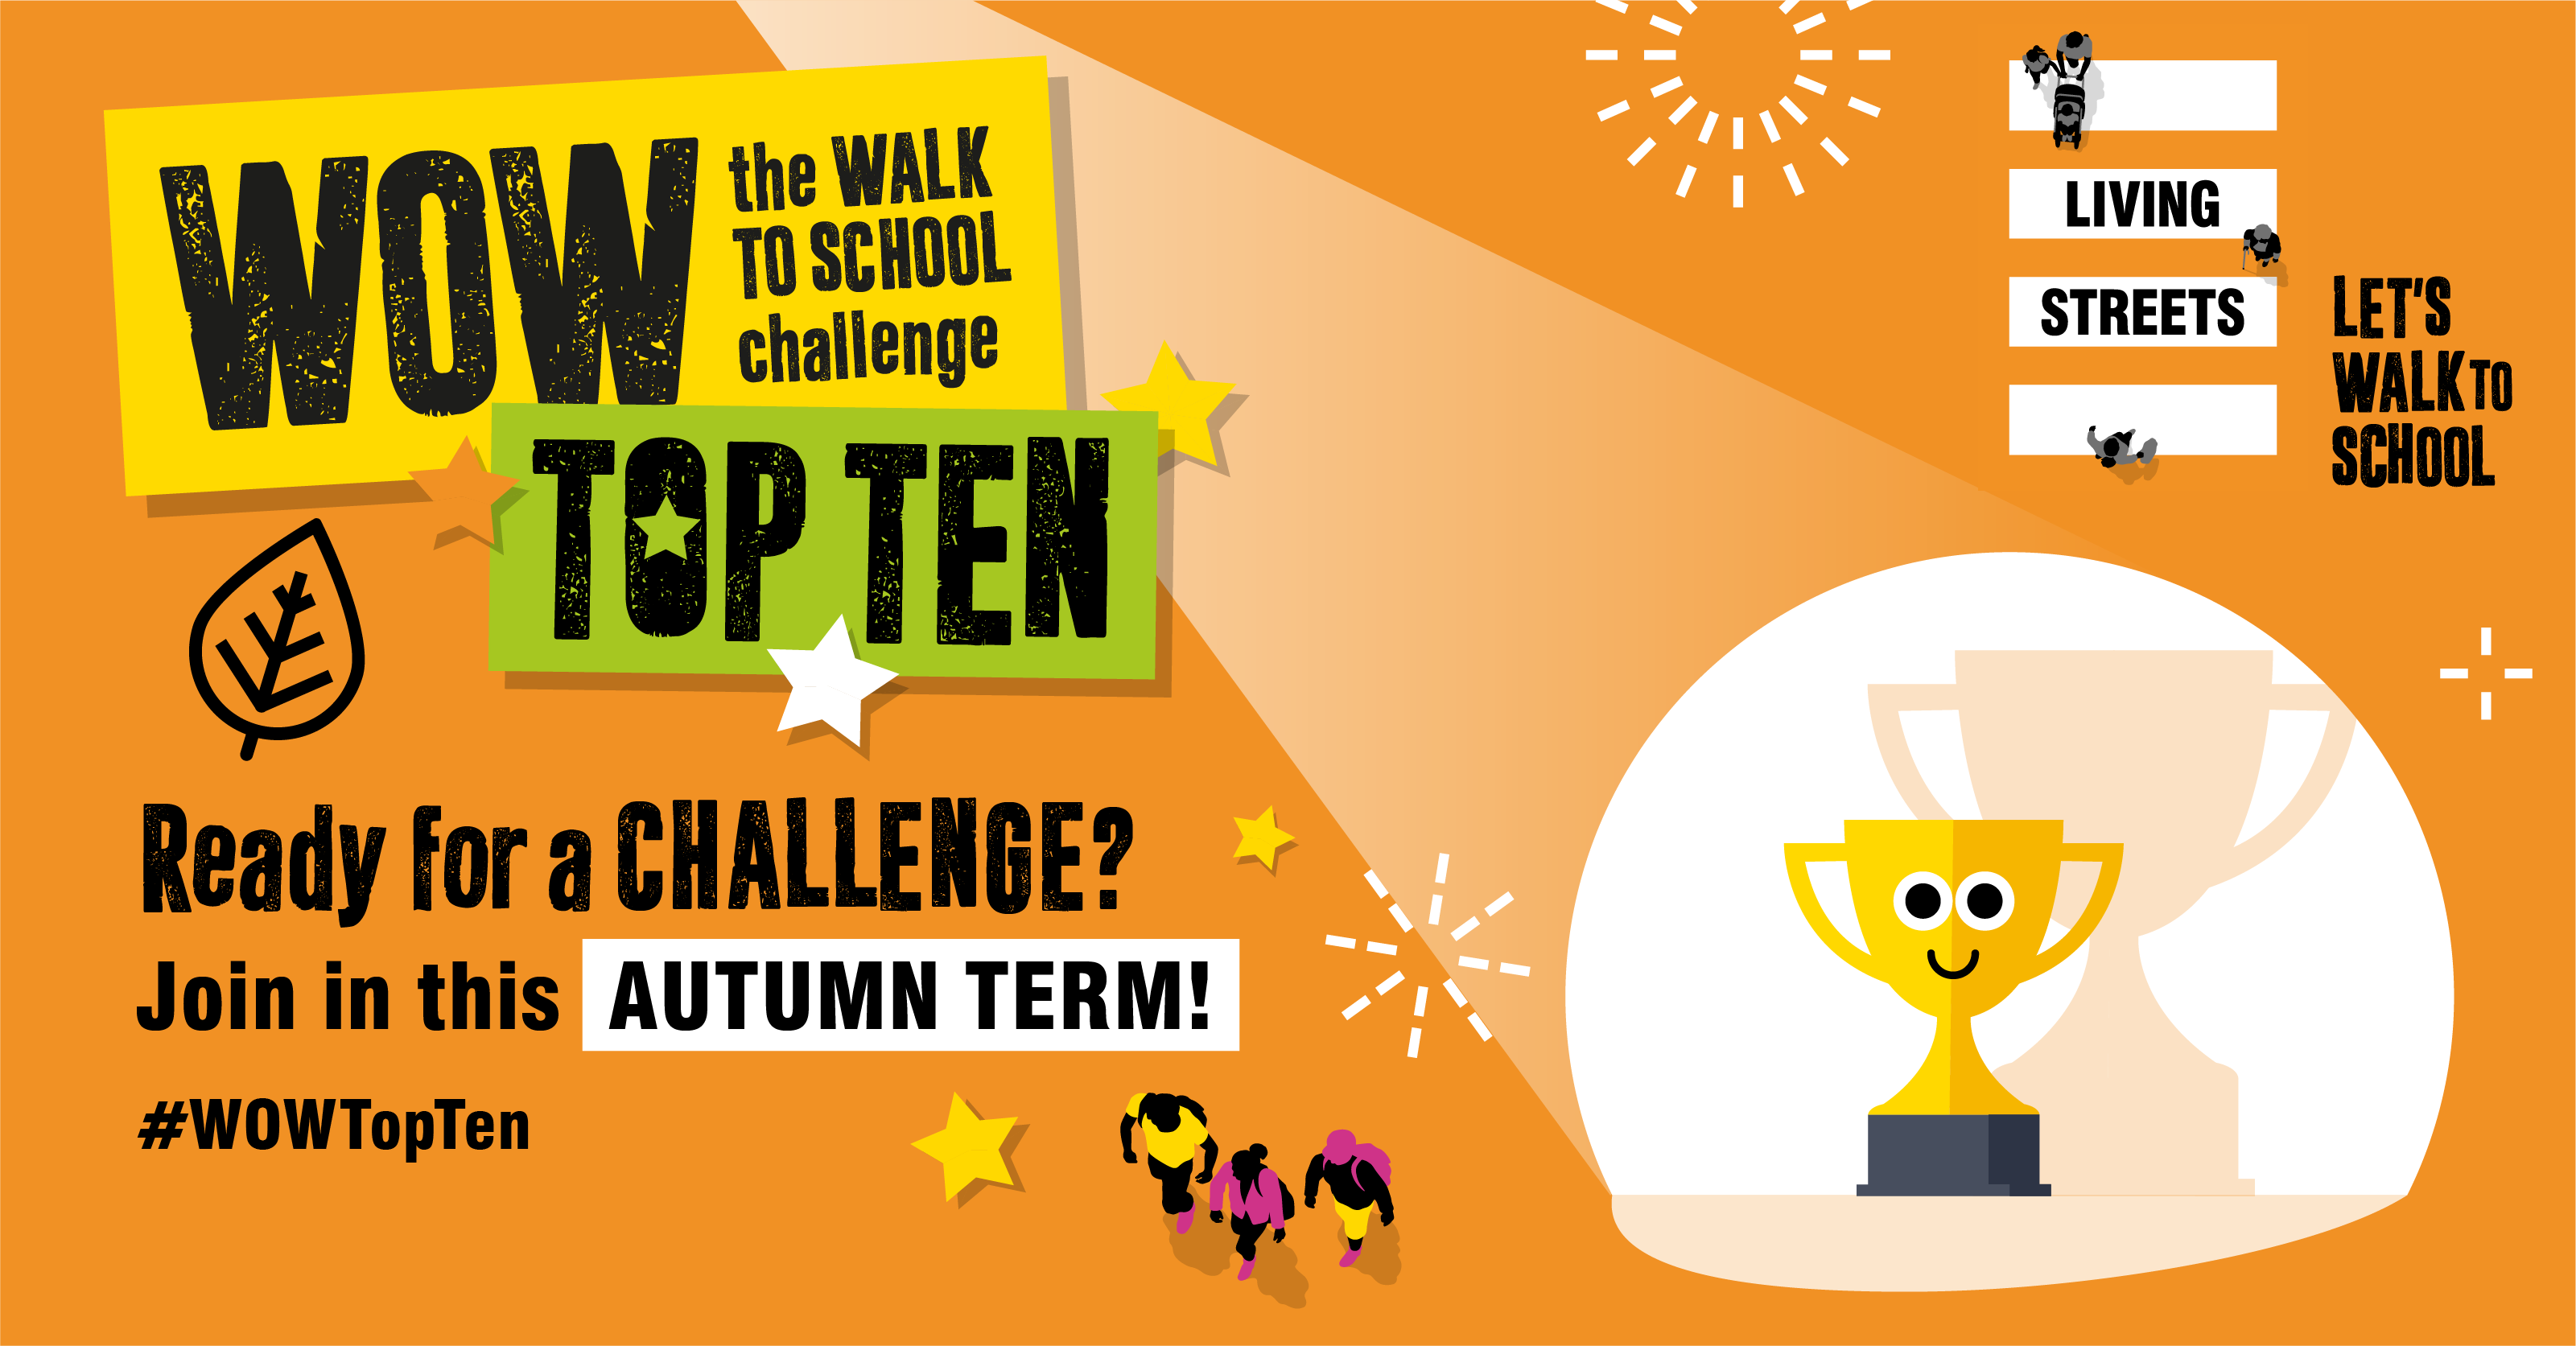 WOW
the WALK
TO SCHOOL
challenge
TOP TEN
Ready for a CHALLENGE?
Join in this AUTUMN TERM!
#WOWTopTen
LIVING
STREETS
LET'S
WALK TO
SCHOOL